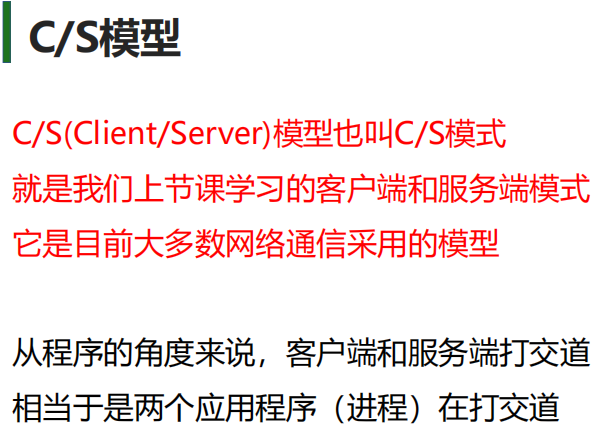 C/S模型
C/S(Client/Server)模型也叫C/S模式
就是我们上节课学习的客户端和服务端模式
它是目前大多数网络通信采用的模型
从程序的角度来说，客户端和服务端打交道
相当于是两个应用程序（进程）在打交道